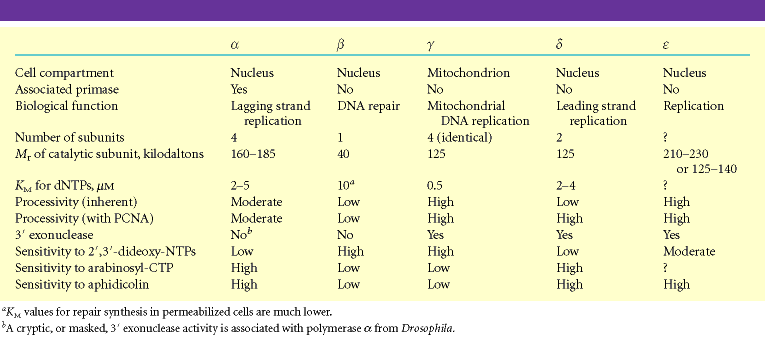 α β γ δ ε
Cell compartment Nucleus Nucleus Mitochondrion Nucleus Nucleus
Associated primase Yes No No No No
Biological function Lagging strand DNA repair Mitochondrial Leading strand Replication
replication DNA replication replication
Number of subunits 4 1 4 (identical) 2 ?
Mr of catalytic subunit, kilodaltons 160–185 40 125 125 210–230
or 125–140
KM for dNTPs, μM 2–5 10a 0.5 2–4 ?
Processivity (inherent) Moderate Low High Low High
Processivity (with PCNA) Moderate Low High High High
3′ exonuclease Nob No Yes Yes Yes
Sensitivity to 2′,3′-dideoxy-NTPs Low High High Low Moderate
Sensitivity to arabinosyl-CTP High Low Low High ?
Sensitivity to aphidicolin High Low Low High High
aKM values for repair synthesis in permeabilized cells are much lower.
bA cryptic, or masked, 3′ exonuclease activity is associated with polymerase α from Drosophila.